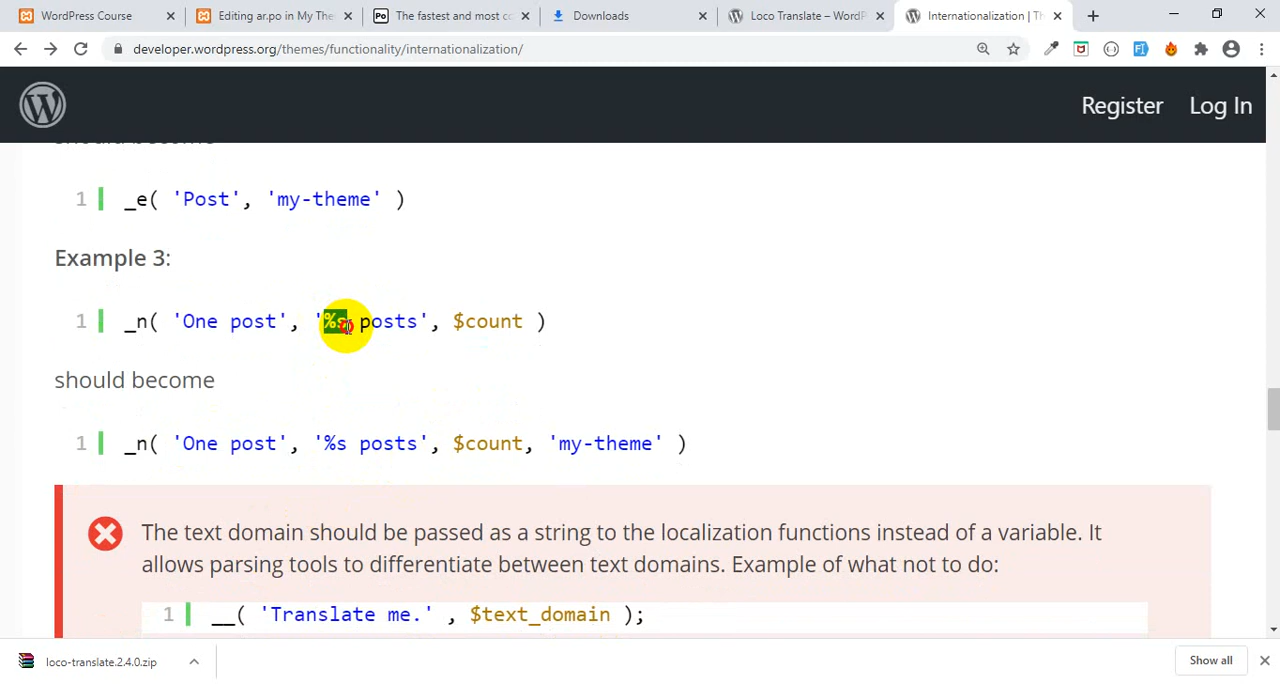 WordPress Course
Editing ar.po in My The
Po The fastest and most co
Downloads
Loco Translate – WordP
Internationalization | Th
developer.wordpress.org/themes/functionality/internationalization/
Register Log In
should become
1 _e( 'Post', 'my-theme' )
Example 3:
1 _n( 'One post', '%s posts', $count )
should become
1 _n( 'One post', '%s posts', $count, 'my-theme' )
The text domain should be passed as a string to the localization functions instead of a variable. It
allows parsing tools to differentiate between text domains. Example of what not to do:
1 __( 'Translate me.' , $text_domain );
loco-translate.2.4.0.zip
Show all